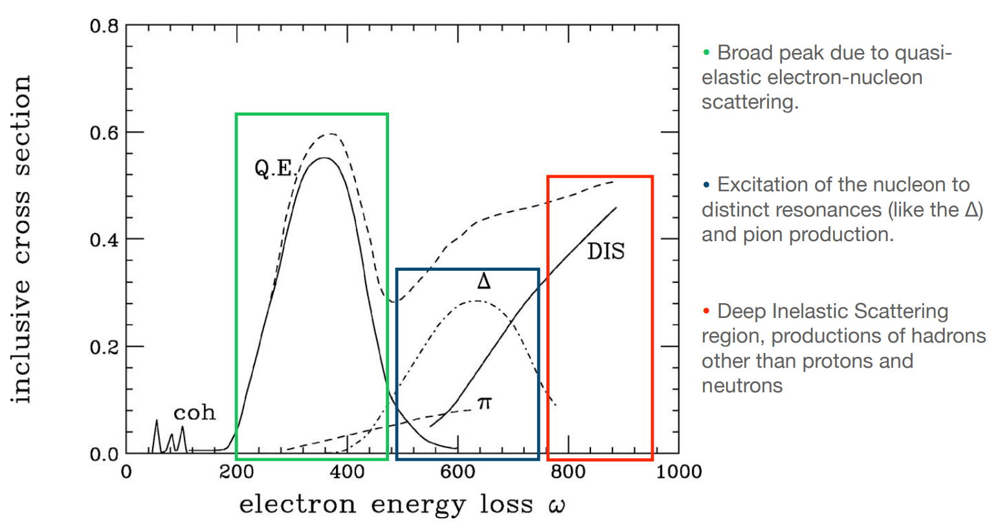 0.8
0.6
0.4
0.2
0.0
inclusive cross section
Q.E.
coh
Δ
π
DIS
0 200 400 600 800 1000
electron energy loss ω
• Broad peak due to quasi-
elastic electron-nucleon
scattering.
• Excitation of the nucleon to
distinct resonances (like the Δ)
and pion production.
• Deep Inelastic Scattering
region, productions of hadrons
other than protons and
neutrons